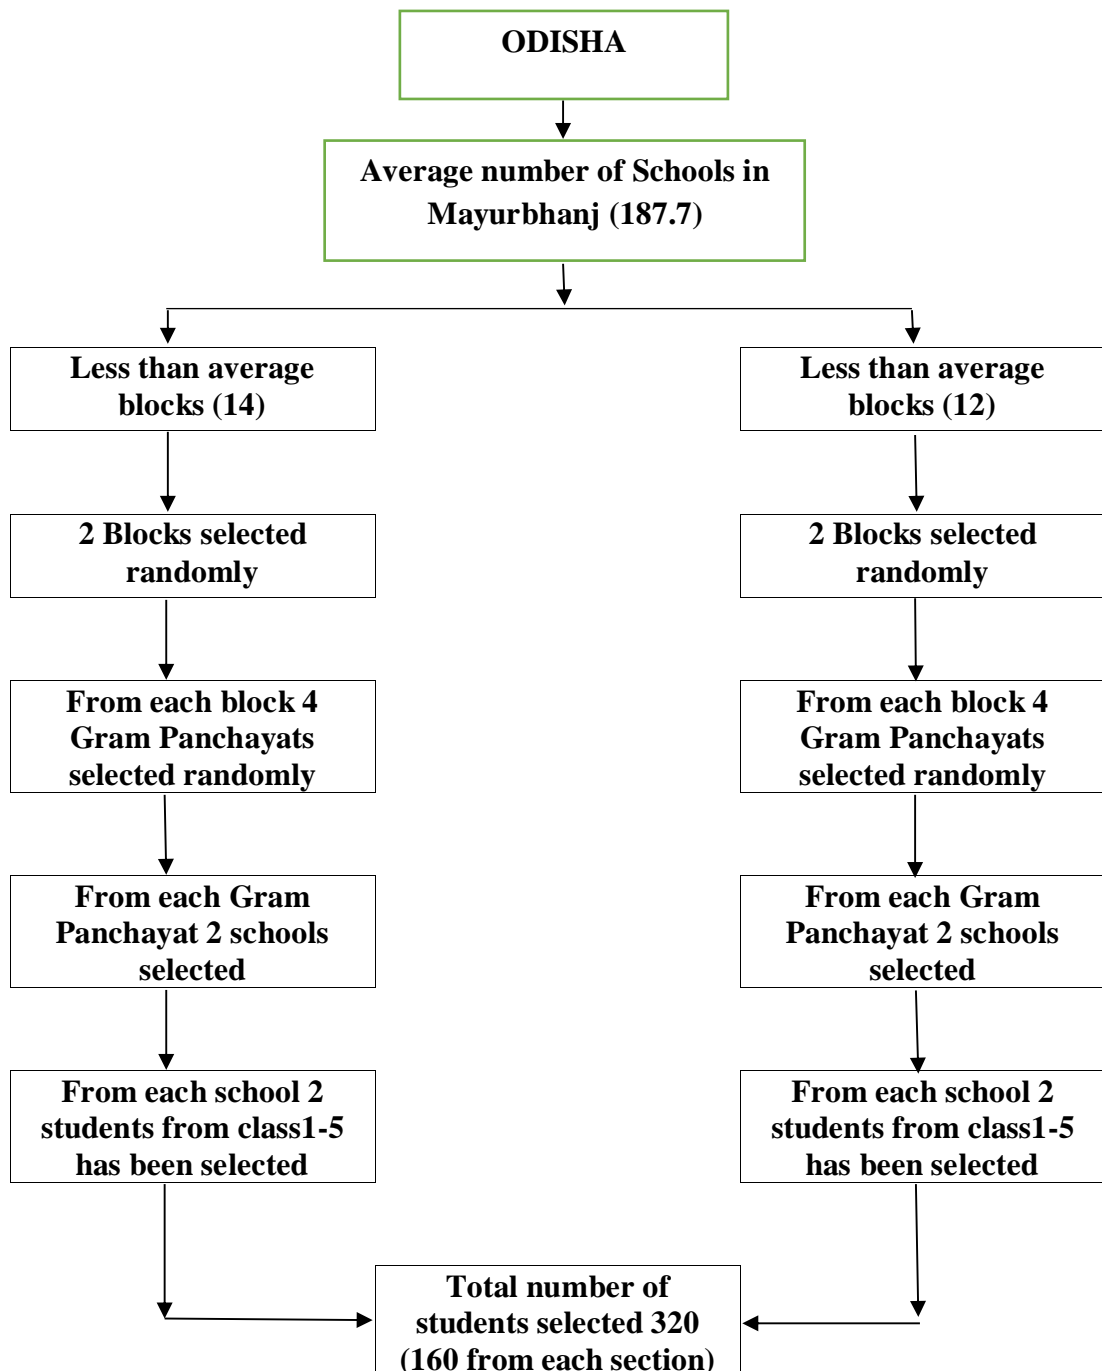 ODISHA
Average number of Schools in
Mayurbhanj (187.7)
Less than average
blocks (14)
Less than average
blocks (12)
2 Blocks selected
randomly
2 Blocks selected
randomly
From each block 4
Gram Panchayats
selected randomly
From each block 4
Gram Panchayats
selected randomly
From each Gram
Panchayat 2 schools
selected
From each Gram
Panchayat 2 schools
selected
From each school 2
students from class1-5
has been selected
From each school 2
students from class1-5
has been selected
Total number of
students selected 320
(160 from each section)